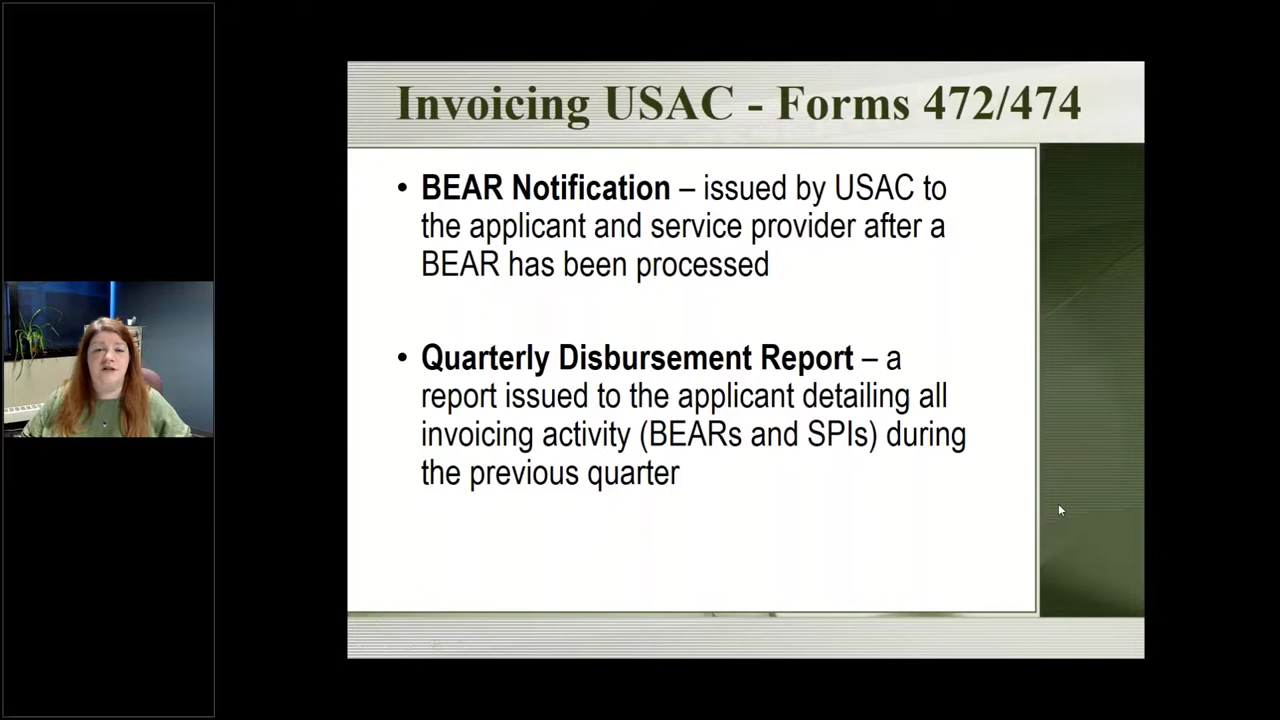 Invoicing USAC - Forms 472/474
• BEAR Notification – issued by USAC to
the applicant and service provider after a
BEAR has been processed
• Quarterly Disbursement Report – a
report issued to the applicant detailing all
invoicing activity (BEARs and SPIs) during
the previous quarter